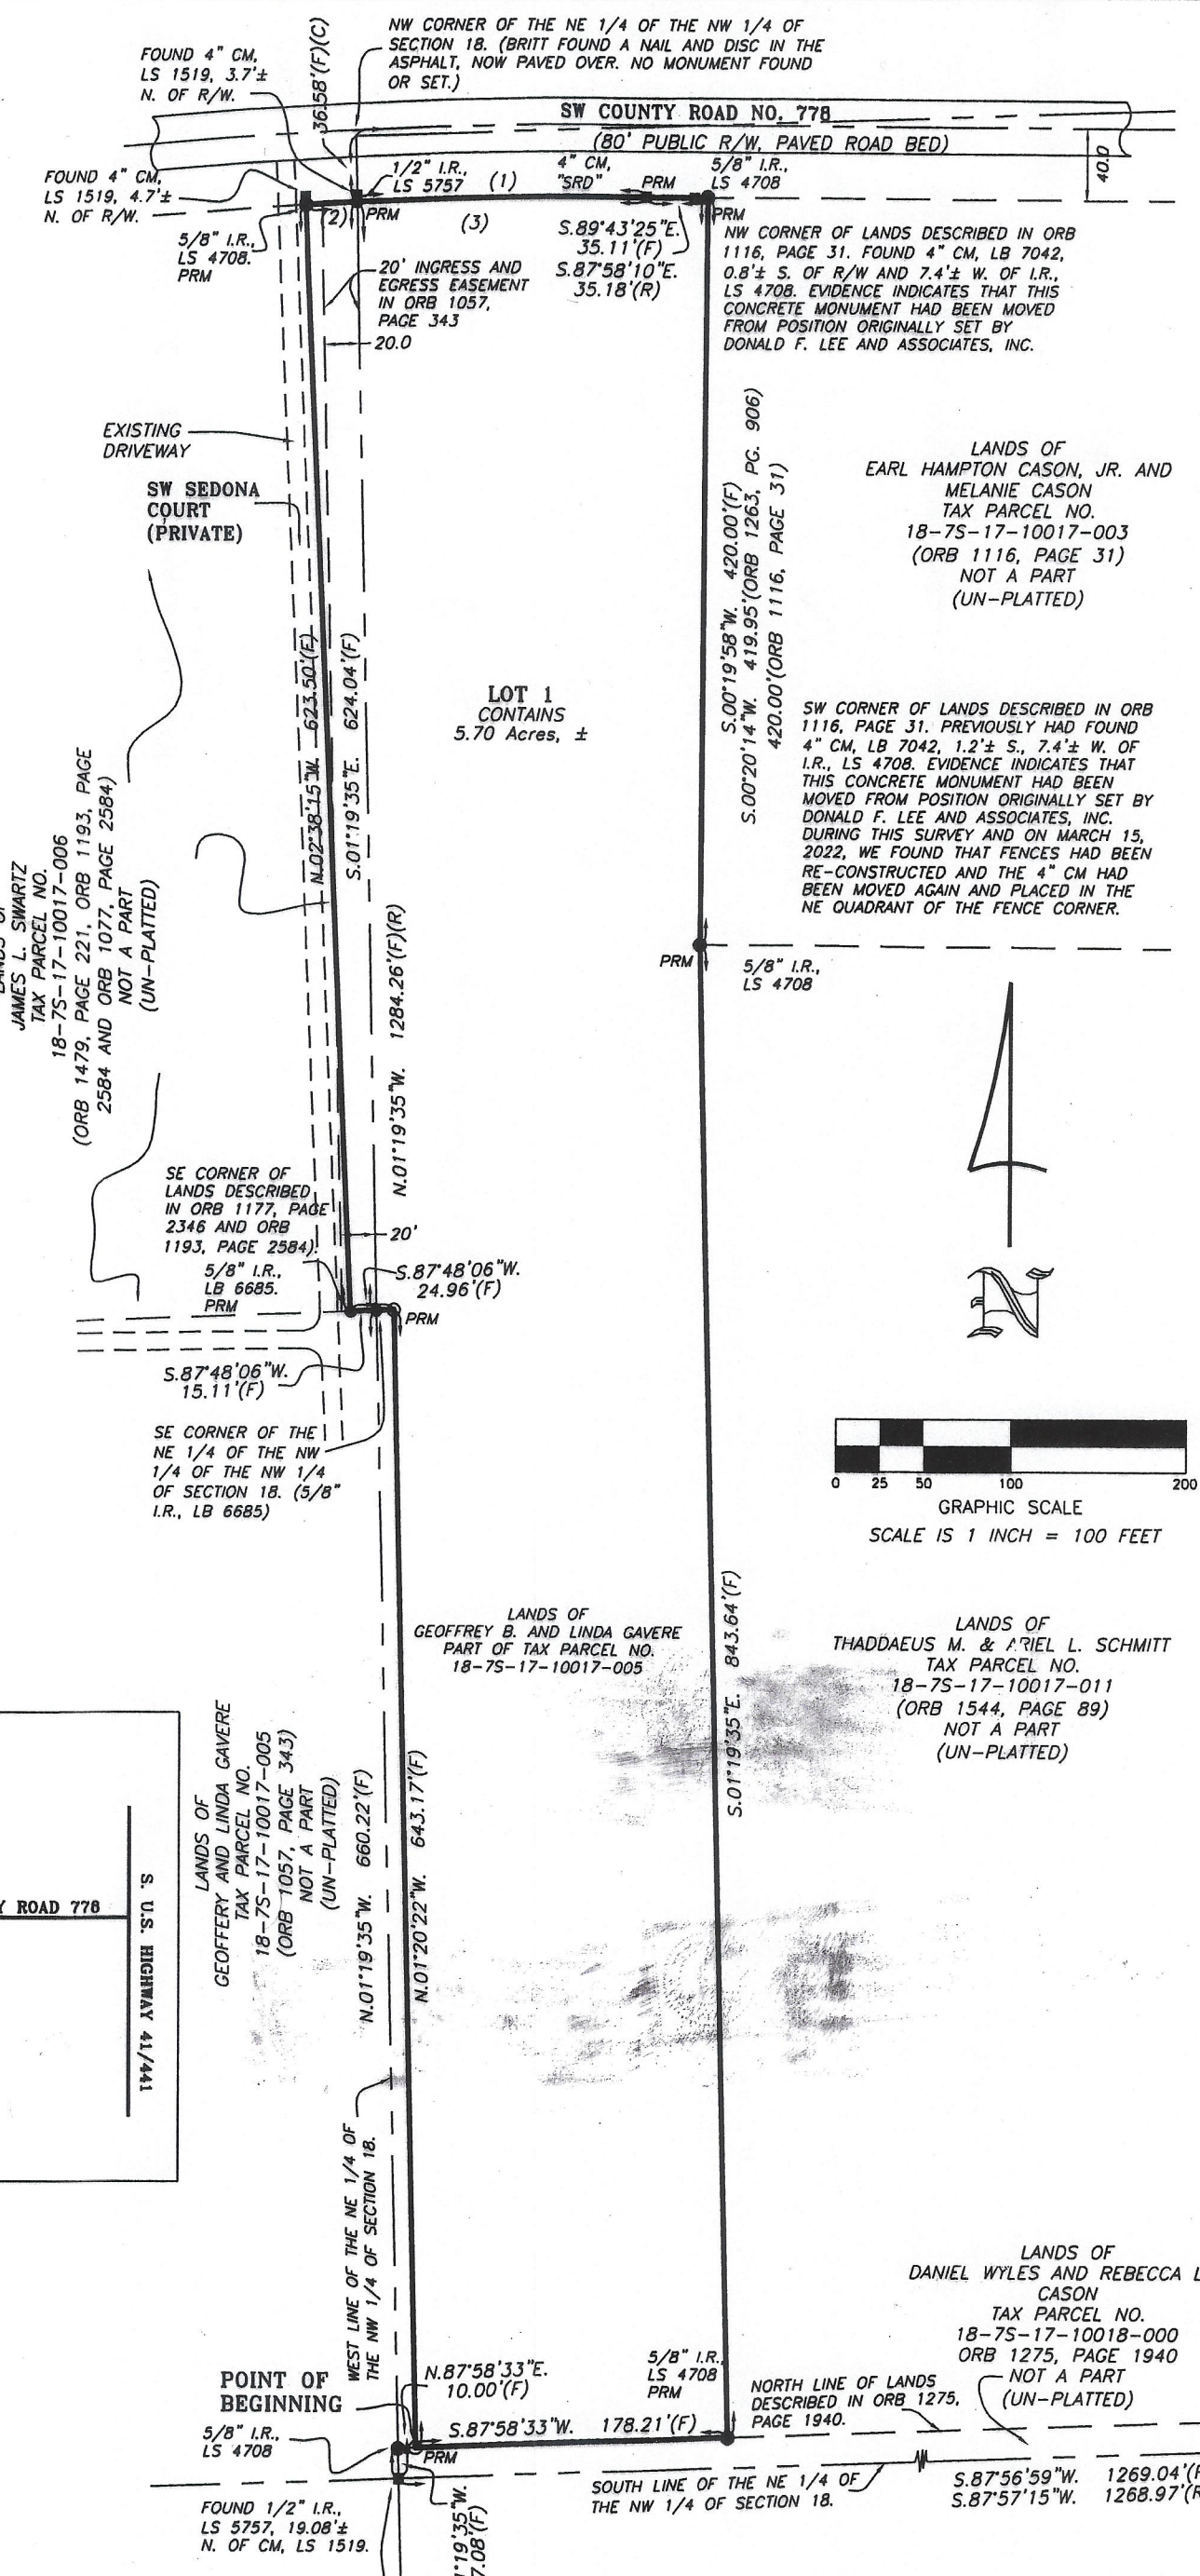 NW CORNER OF THE NE 1/4 OF THE NW 1/4 OF
SECTION 18. (BRITT FOUND A NAIL AND DISC IN THE
ASPHALT, NOW PAVED OVER. NO MONUMENT FOUND
OR SET.)
FOUND 4" CM,
LS 1519, 3.7'±
N. OF R/W.
36.58'(F)(C)
SW COUNTY ROAD NO. 778
(80' PUBLIC R/W, PAVED ROAD BED)
40.0
FOUND 4" CM,
LS 1519, 4.7'±
N. OF R/W.
1/2" I.R.,
LS 5757
(1)
4" CM,
"SRD"
PRM
5/8" I.R.,
LS 4708
(2)
PRM
(3)
PRM
5/8" I.R.,
LS 4708.
PRM
S.89°43'25"E.
35.11'(F)
S.87°58'10"E.
35.18'(R)
NW CORNER OF LANDS DESCRIBED IN ORB
1116, PAGE 31. FOUND 4" CM, LB 7042,
0.8'± S. OF R/W AND 7.4'± W. OF I.R.,
LS 4708. EVIDENCE INDICATES THAT THIS
CONCRETE MONUMENT HAD BEEN MOVED
FROM POSITION ORIGINALLY SET BY
DONALD F. LEE AND ASSOCIATES, INC.
20' INGRESS AND
EGRESS EASEMENT
IN ORB 1057,
PAGE 343
20.0
EXISTING
DRIVEWAY
SW SEDONA
COURT
(PRIVATE)
S.00°19'58"W. 420.00'(F)
S.00°20'14"W. 419.95'(ORB 1263, PG. 906)
420.00'(ORB 1116, PAGE 31)
LANDS OF
EARL HAMPTON CASON, JR. AND
MELANIE CASON
TAX PARCEL NO.
18-7S-17-10017-003
(ORB 1116, PAGE 31)
NOT A PART
(UN-PLATTED)
N.02°38'15"W. 623.50'(F)
S.01°19'35"E. 624.04'(F)
LOT 1
CONTAINS
5.70 Acres, ±
SW CORNER OF LANDS DESCRIBED IN ORB
1116, PAGE 31. PREVIOUSLY HAD FOUND
4" CM, LB 7042, 1.2'± S., 7.4'± W. OF
I.R., LS 4708. EVIDENCE INDICATES THAT
THIS CONCRETE MONUMENT HAD BEEN
MOVED FROM POSITION ORIGINALLY SET BY
DONALD F. LEE AND ASSOCIATES, INC.
DURING THIS SURVEY AND ON MARCH 15,
2022, WE FOUND THAT FENCES HAD BEEN
RE-CONSTRUCTED AND THE 4" CM HAD
BEEN MOVED AGAIN AND PLACED IN THE
NE QUADRANT OF THE FENCE CORNER.
JAMES L. SWARTZ
TAX PARCEL NO.
18-7S-17-10017-006
(ORB 1479, PAGE 221, ORB 1193, PAGE
2584 AND ORB 1077, PAGE 2584)
NOT A PART
(UN-PLATTED)
N.01°19'35"W. 1284.26'(F)(R)
PRM
5/8" I.R.,
LS 4708
SE CORNER OF
LANDS DESCRIBED
IN ORB 1177, PAGE
2346 AND ORB
1193, PAGE 2584).
20'
5/8" I.R.,
LB 6685.
PRM
S.87°48'06"W.
24.96'(F)
PRM
S.87°48'06"W.
15.11'(F)
SE CORNER OF THE
NE 1/4 OF THE NW
1/4 OF THE NW 1/4
OF SECTION 18. (5/8"
I.R., LB 6685)
N
0 25 50 100 200
GRAPHIC SCALE
SCALE IS 1 INCH = 100 FEET
LANDS OF
GEOFFREY B. AND LINDA GAVERE
PART OF TAX PARCEL NO.
18-7S-17-10017-005
S.01°19'35"E. 843.64'(F)
LANDS OF
THADDAEUS M. & ARIEL L. SCHMITT
TAX PARCEL NO.
18-7S-17-10017-011
(ORB 1544, PAGE 89)
NOT A PART
(UN-PLATTED)
LANDS OF
GEOFFERY AND LINDA GAVERE
TAX PARCEL NO.
18-7S-17-10017-005
(ORB 1057, PAGE 343)
NOT A PART
(UN-PLATTED)
N.01°19'35"W. 660.22'(F)
N.01°20'22"W. 643.17'(F)
Y ROAD 778
S. U.S. HIGHWAY 41/441
WEST LINE OF THE NE 1/4 OF
THE NW 1/4 OF SECTION 18.
LANDS OF
DANIEL WYLES AND REBECCA L
CASON
TAX PARCEL NO.
18-7S-17-10018-000
ORB 1275, PAGE 1940
NOT A PART
(UN-PLATTED)
POINT OF
BEGINNING
N.87°58'33"E.
10.00'(F)
5/8" I.R.,
LS 4708
PRM
NORTH LINE OF LANDS
DESCRIBED IN ORB 1275,
PAGE 1940.
5/8" I.R.,
LS 4708
S.87°58'33"W. 178.21'(F)
PRM
SOUTH LINE OF THE NE 1/4 OF
THE NW 1/4 OF SECTION 18.
S.87°56'59"W. 1269.04'(F
S.87°57'15"W. 1268.97'(R
FOUND 1/2" I.R.,
LS 5757, 19.08'±
N. OF CM, LS 1519.
1°19'35"W.
7.08'(F)